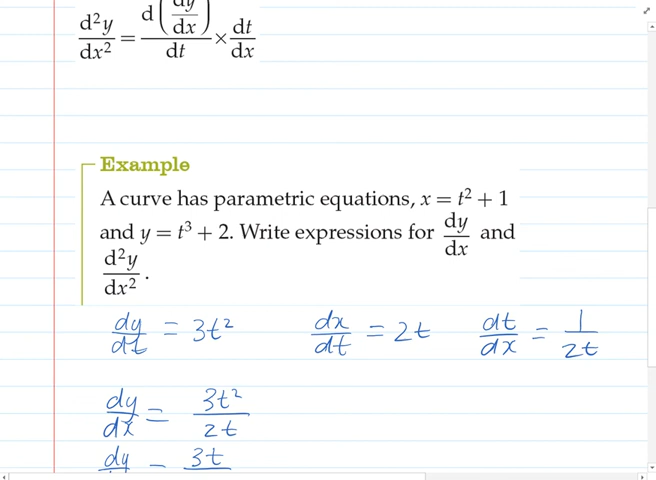 d²y/dx² = d(dy/dx)/dt × dt/dx
Example
A curve has parametric equations, x = t² + 1
and y = t³ + 2. Write expressions for dy/dx and
d²y/dx².
dy/dt = 3t² dx/dt = 2t dt/dx = 1/2t
dy/dx = 3t²/2t
dy = 3t